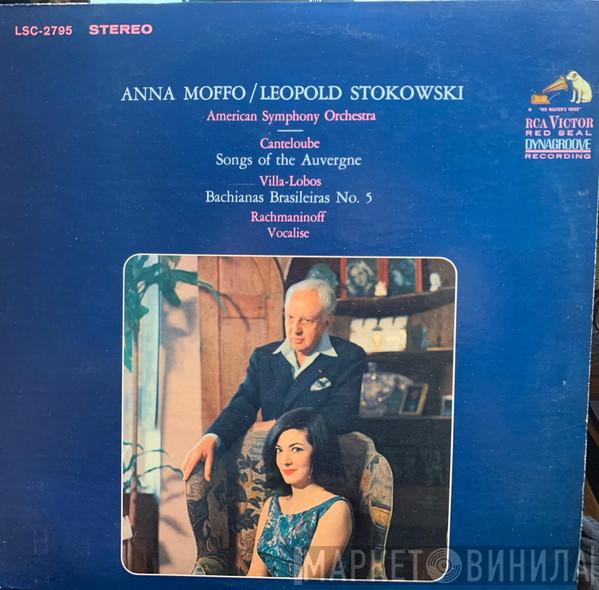 LSC-2795 STEREO
ANNA MOFFO/LEOPOLD STOKOWSKI
American Symphony Orchestra
Canteloube
Songs of the Auvergne
Villa-Lobos
Bachianas Brasileiras No. 5
Rachmaninoff
Vocalise
"HIS MASTER'S VOICE"
RCA VICTOR
RED SEAL
DYNAGROOVE
RECORDING
МАРКЕТ ВИНИЛА